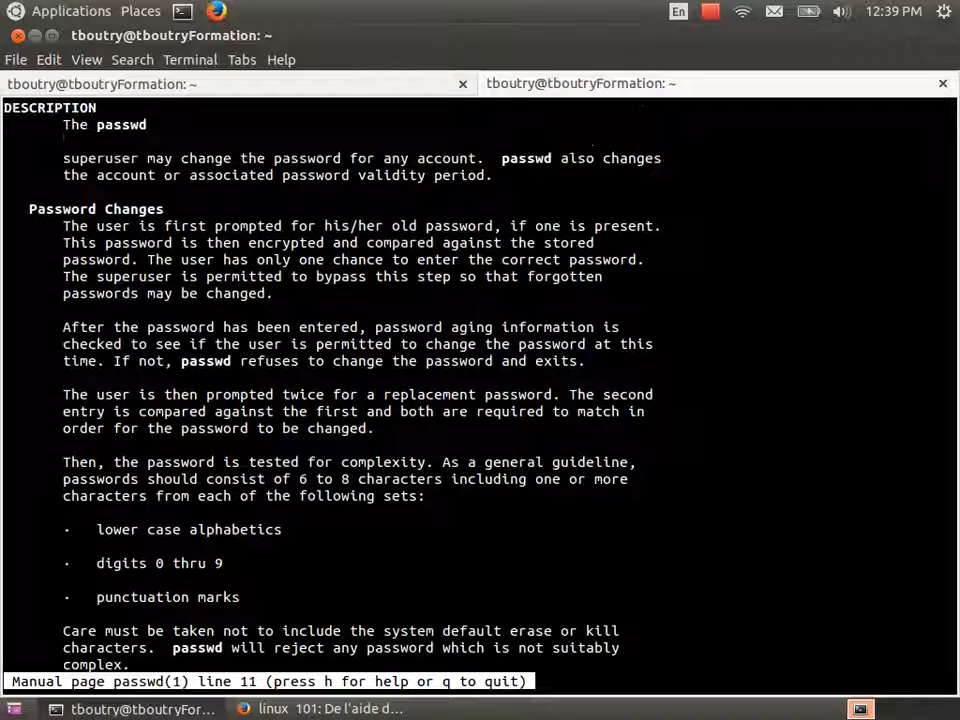 Applications Places En 12:39 PM
tboutry@tboutryFormation: ~
File Edit View Search Terminal Tabs Help
tboutry@tboutryFormation: ~ × tboutry@tboutryFormation: ~ ×
DESCRIPTION
The passwd
superuser may change the password for any account. passwd also changes
the account or associated password validity period.
Password Changes
The user is first prompted for his/her old password, if one is present.
This password is then encrypted and compared against the stored
password. The user has only one chance to enter the correct password.
The superuser is permitted to bypass this step so that forgotten
passwords may be changed.
After the password has been entered, password aging information is
checked to see if the user is permitted to change the password at this
time. If not, passwd refuses to change the password and exits.
The user is then prompted twice for a replacement password. The second
entry is compared against the first and both are required to match in
order for the password to be changed.
Then, the password is tested for complexity. As a general guideline,
passwords should consist of 6 to 8 characters including one or more
characters from each of the following sets:
· lower case alphabetics
· digits 0 thru 9
· punctuation marks
Care must be taken not to include the system default erase or kill
characters. passwd will reject any password which is not suitably
complex.
Manual page passwd(1) line 11 (press h for help or q to quit)
tboutry@tboutryFor... linux 101: De l'aide d...